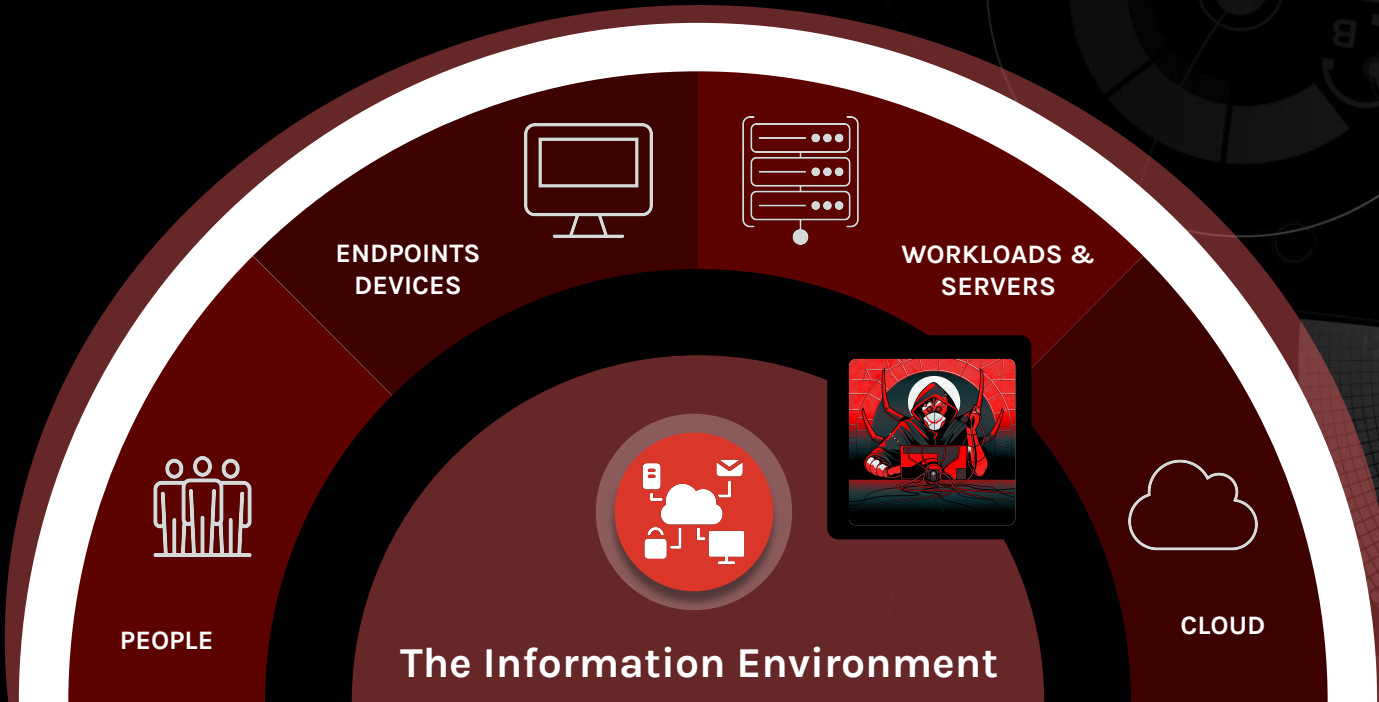 ENDPOINTS
DEVICES
WORKLOADS &
SERVERS
PEOPLE
CLOUD
The Information Environment